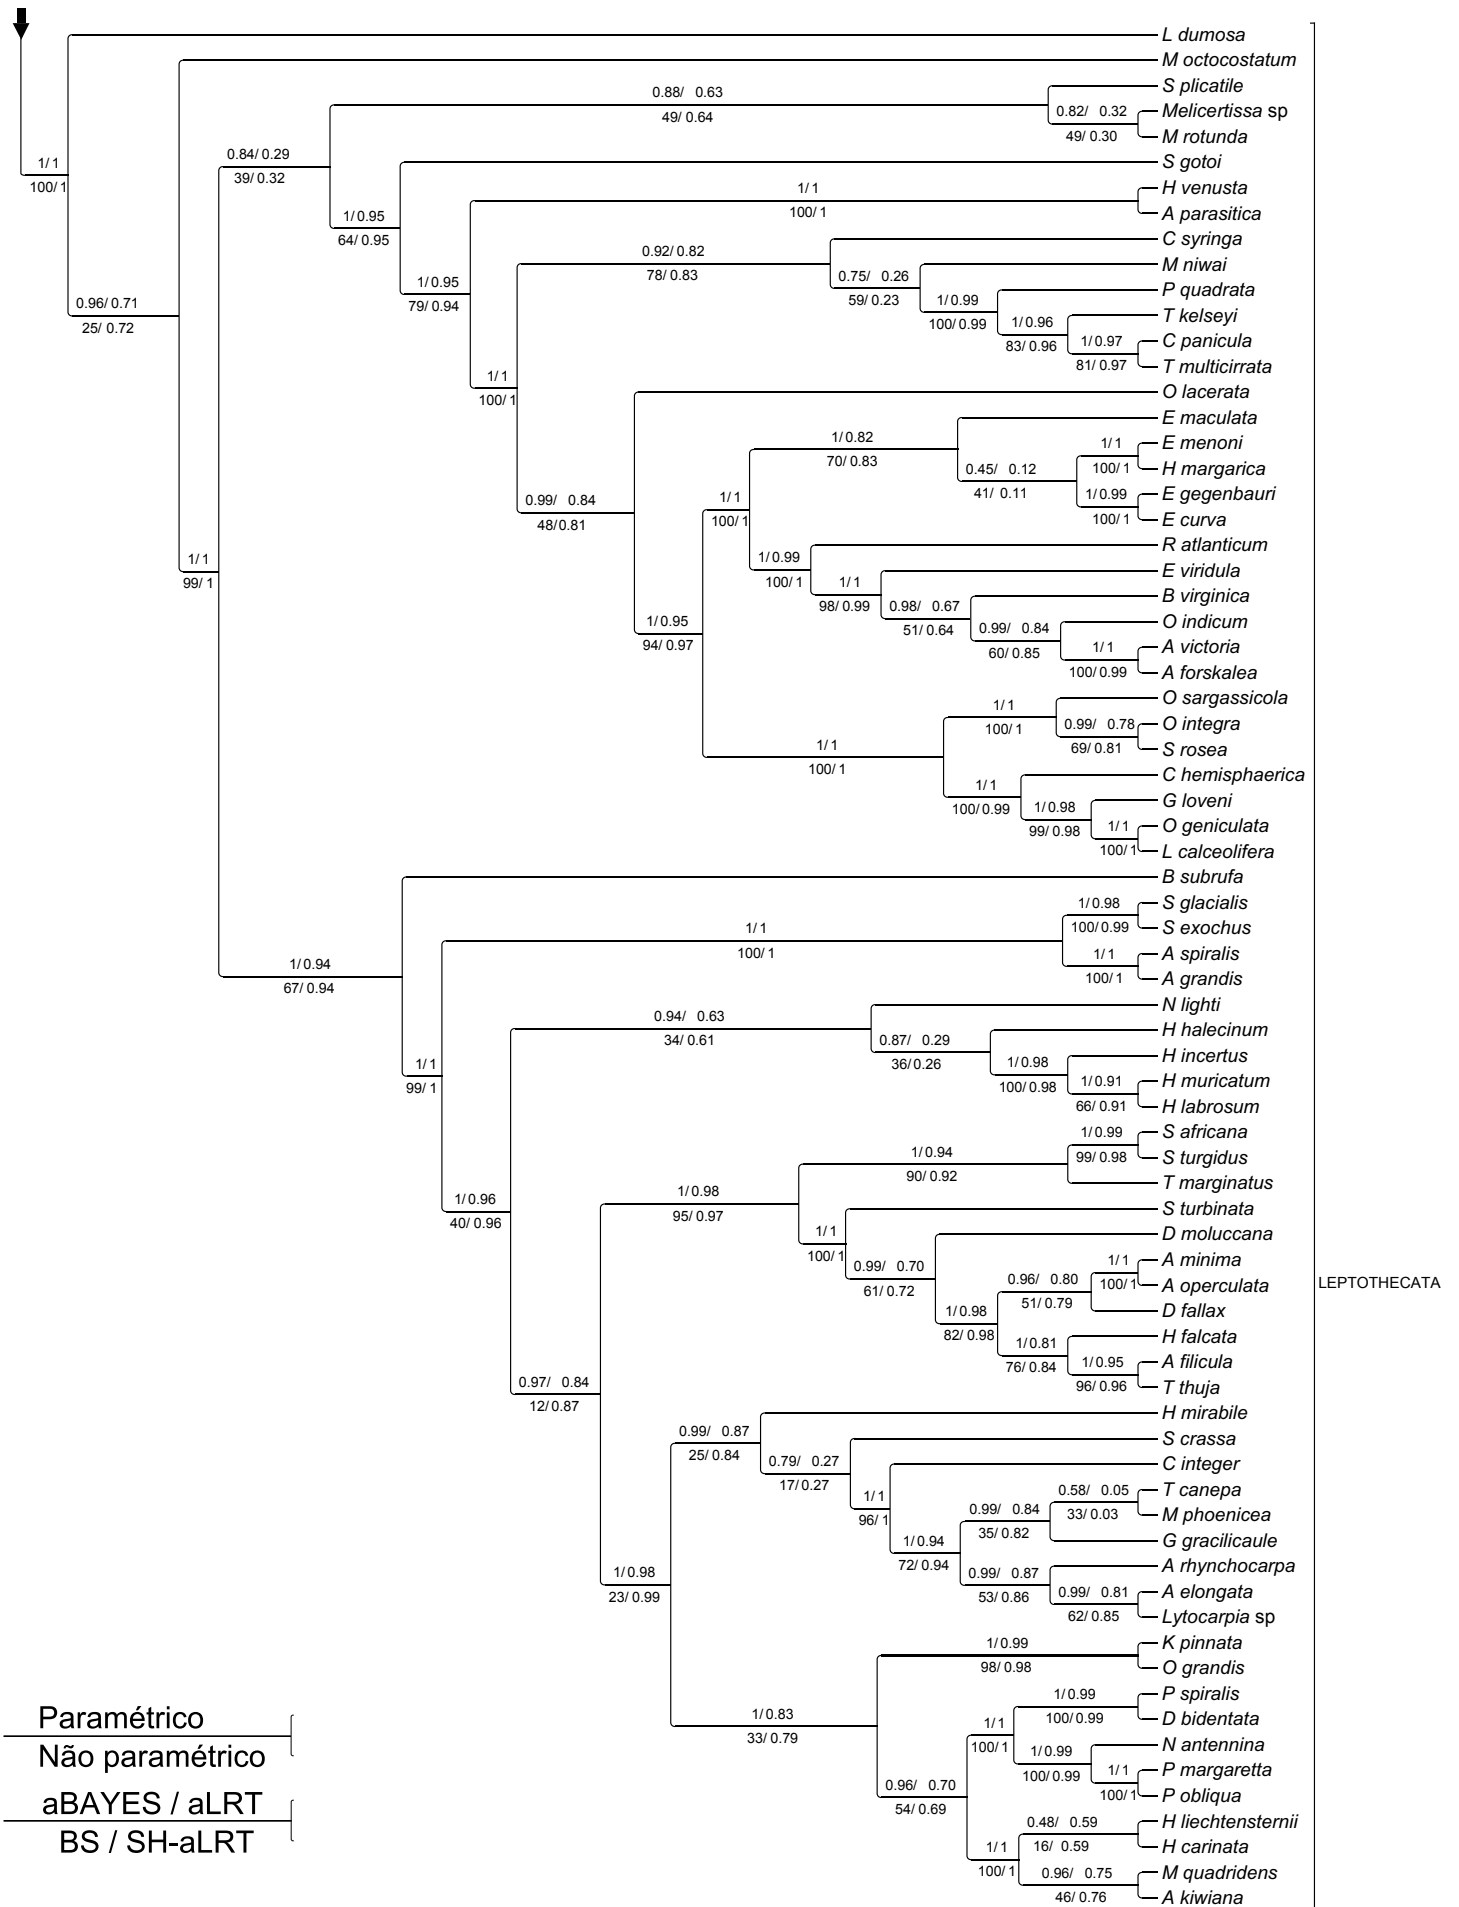 L dumosa
M octocostatum
S plicatile
0.88/ 0.63
49/ 0.64
Melicertissa sp
0.82/ 0.32
49/ 0.30
M rotunda
0.84/ 0.29
39/ 0.32
1/ 1
100/ 1
S gotoi
H venusta
1/ 1
100/ 1
A parasitica
1/ 0.95
64/ 0.95
C syringa
0.92/ 0.82
78/ 0.83
M niwai
0.75/ 0.26
59/ 0.23
1/ 0.95
79/ 0.94
P quadrata
1/ 0.99
100/ 0.99
0.96/ 0.71
25/ 0.72
T kelseyi
1/ 0.96
83/ 0.96
C panicula
1/ 0.97
81/ 0.97
T multicirrata
1/ 1
100/ 1
O lacerata
E maculata
1/ 0.82
70/ 0.83
E menoni
1/ 1
100/ 1
H margarica
0.45/ 0.12
41/ 0.11
E gegenbauri
1/ 0.99
100/ 1
E curva
0.99/ 0.84
48/ 0.81
1/ 1
100/ 1
R atlanticum
1/ 0.99
100/ 1
E viridula
1/ 1
98/ 0.99
1/ 1
99/ 1
B virginica
0.98/ 0.67
51/ 0.64
O indicum
0.99/ 0.84
60/ 0.85
1/ 0.95
94/ 0.97
A victoria
1/ 1
100/ 0.99
A forskalea
O sargassicola
1/ 1
100/ 1
O integra
0.99/ 0.78
69/ 0.81
S rosea
1/ 1
100/ 1
C hemisphaerica
1/ 1
100/ 0.99
G loveni
1/ 0.98
99/ 0.98
O geniculata
1/ 1
100/ 1
L calceolifera
B subrufa
S glacialis
1/ 0.98
100/ 0.99
S exochus
1/ 1
100/ 1
A spiralis
1/ 1
100/ 1
A grandis
1/ 0.94
67/ 0.94
N lighti
0.94/ 0.63
34/ 0.61
H halecinum
0.87/ 0.29
36/ 0.26
H incertus
1/ 0.98
100/ 0.98
1/ 1
99/ 1
H muricatum
1/ 0.91
66/ 0.91
H labrosum
S africana
1/ 0.99
99/ 0.98
S turgidus
1/ 0.94
90/ 0.92
T marginatus
1/ 0.98
95/ 0.97
1/ 0.96
40/ 0.96
S turbinata
1/ 1
100/ 1
D moluccana
0.99/ 0.70
61/ 0.72
A minima
1/ 1
100/ 1
A operculata
LEPTOTHECATA
0.96/ 0.80
51/ 0.79
D fallax
1/ 0.98
82/ 0.98
H falcata
1/ 0.81
76/ 0.84
A filicula
1/ 0.95
96/ 0.96
T thuja
0.97/ 0.84
12/ 0.87
H mirabile
0.99/ 0.87
25/ 0.84
S crassa
0.79/ 0.27
17/ 0.27
C integer
1/ 1
96/ 1
T canepa
0.58/ 0.05
33/ 0.03
M phoenicea
0.99/ 0.84
35/ 0.82
G gracilicaule
1/ 0.94
72/ 0.94
A rhynchocarpa
0.99/ 0.87
53/ 0.86
1/ 0.98
23/ 0.99
A elongata
0.99/ 0.81
62/ 0.85
Lytocarpia sp
K pinnata
1/ 0.99
98/ 0.98
O grandis
P spiralis
1/ 0.99
100/ 0.99
D bidentata
1/ 0.83
33/ 0.79
1/ 1
100/ 1
N antennina
1/ 0.99
100/ 0.99
P margaretta
1/ 1
100/ 1
P obliqua
0.96/ 0.70
54/ 0.69
H liechtensternii
0.48/ 0.59
16/ 0.59
H carinata
1/ 1
100/ 1
M quadridens
0.96/ 0.75
46/ 0.76
A kiwiana
Paramétrico
Não paramétrico
aBAYES / aLRT
BS / SH-aLRT